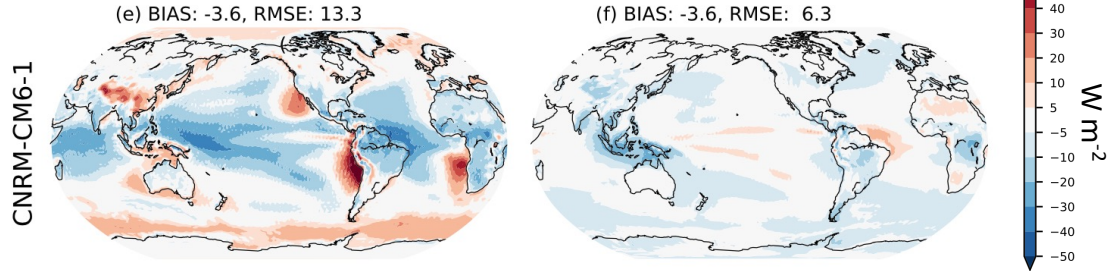 (e) BIAS: -3.6, RMSE: 13.3
(f) BIAS: -3.6, RMSE: 6.3
CNRM-CM6-1
40
30
20
10
5
−5
−10
−20
−30
−40
−50
W m⁻²